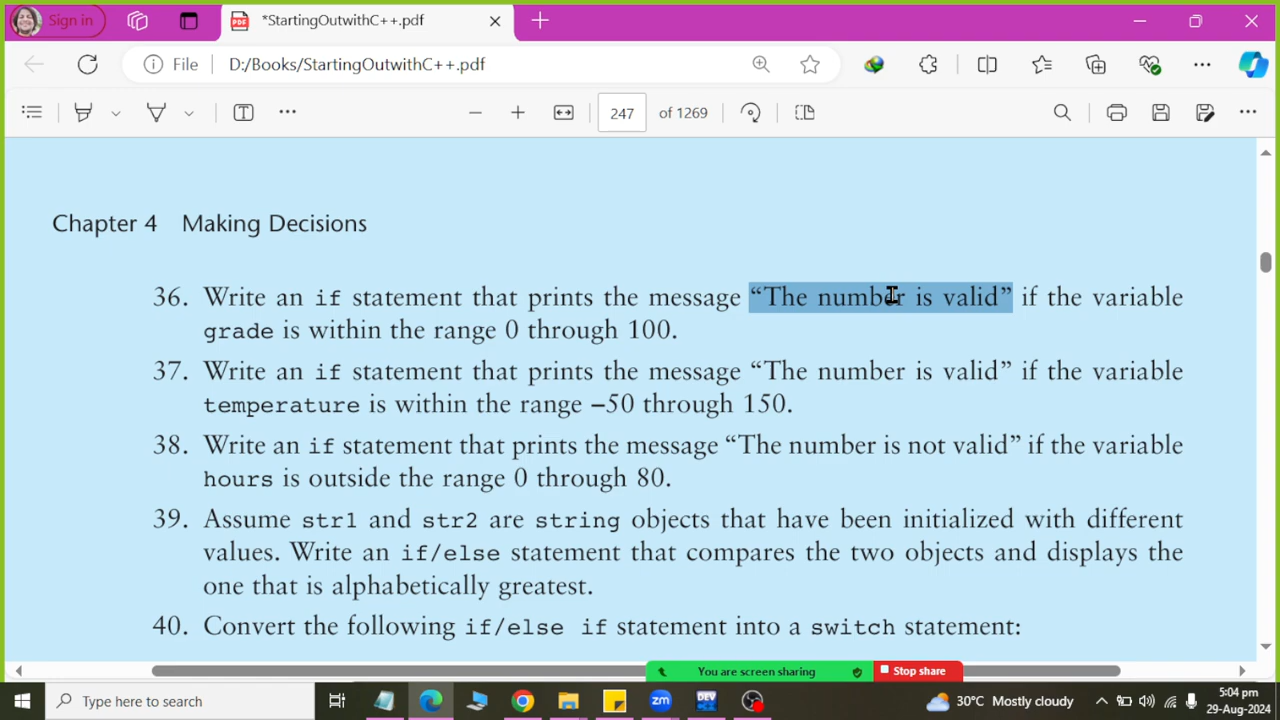 Sign in
*StartingOutwithC++.pdf
File
D:/Books/StartingOutwithC++.pdf
247 of 1269
Chapter 4 Making Decisions
36. Write an if statement that prints the message “The number is valid” if the variable
grade is within the range 0 through 100.
37. Write an if statement that prints the message “The number is valid” if the variable
temperature is within the range –50 through 150.
38. Write an if statement that prints the message “The number is not valid” if the variable
hours is outside the range 0 through 80.
39. Assume str1 and str2 are string objects that have been initialized with different
values. Write an if/else statement that compares the two objects and displays the
one that is alphabetically greatest.
40. Convert the following if/else if statement into a switch statement:
You are screen sharing
Stop share
Type here to search
zm
DEV
30°C Mostly cloudy
5:04 pm
29-Aug-2024